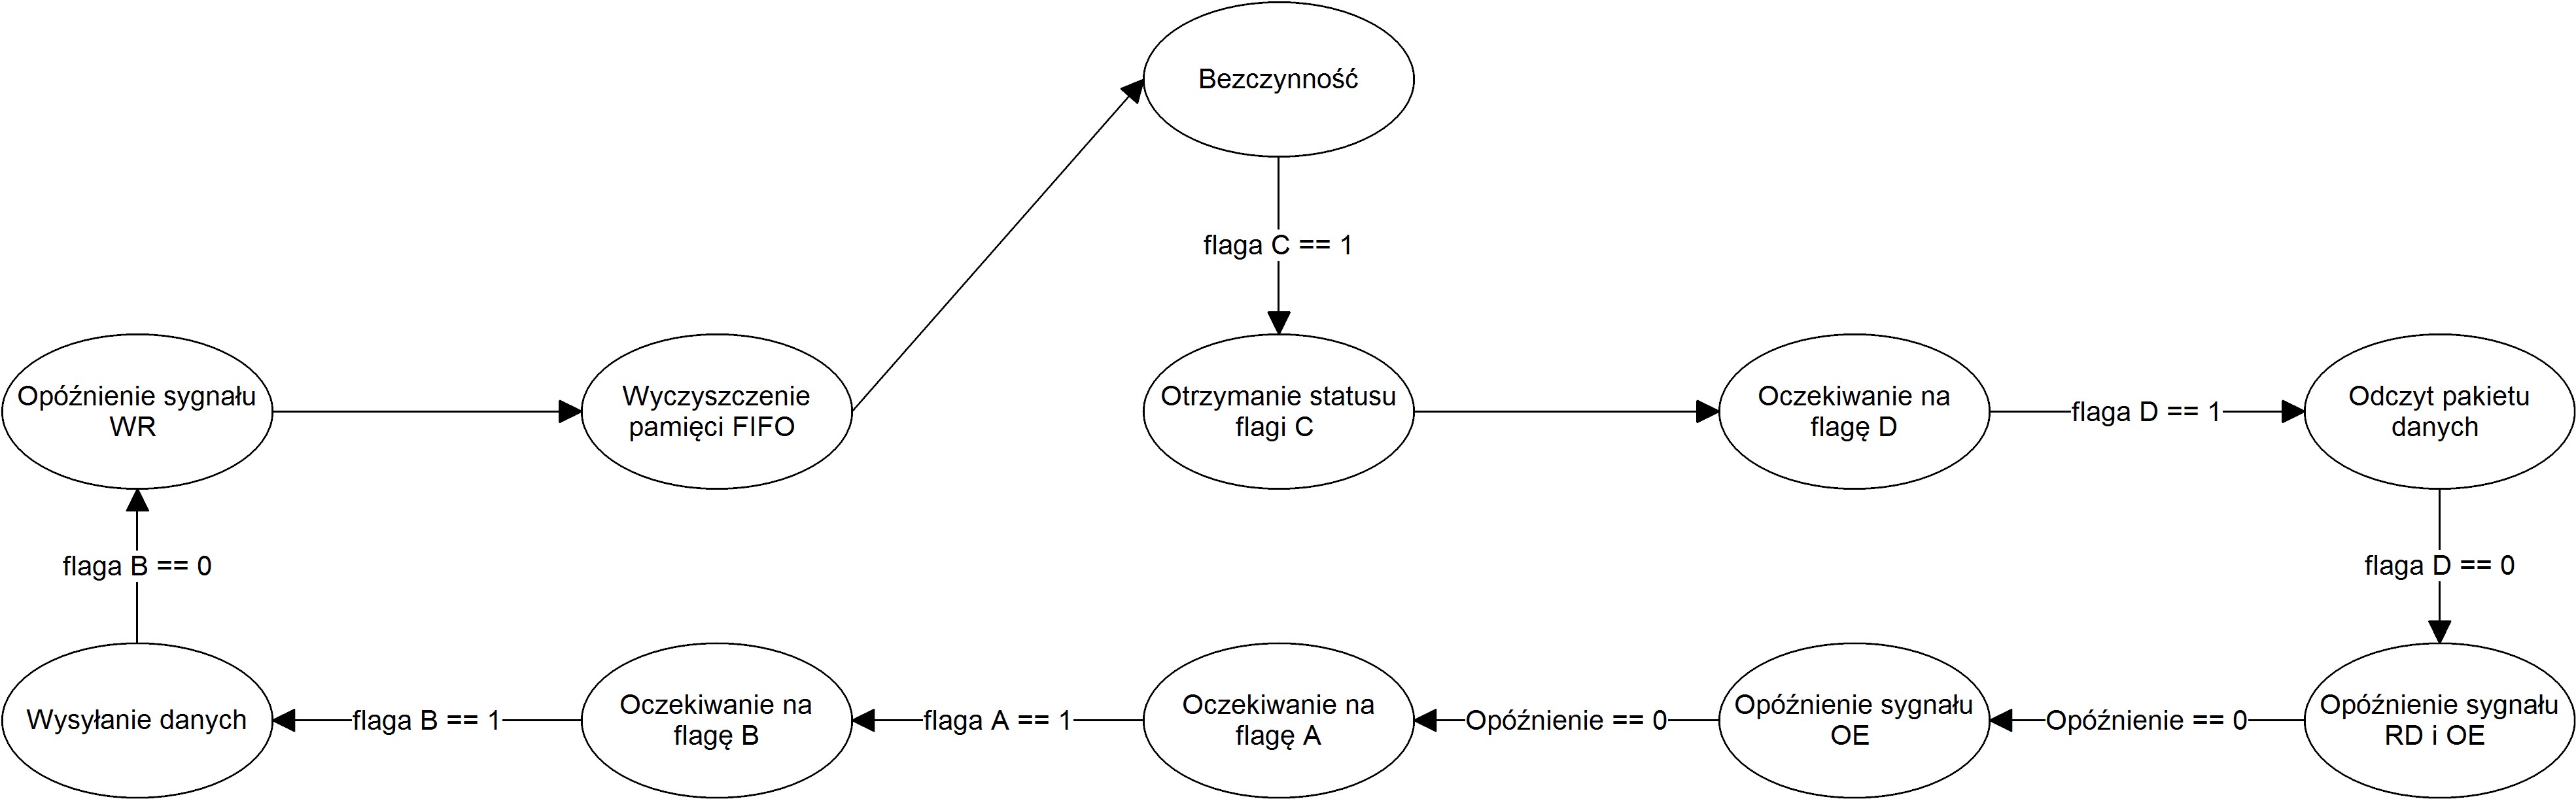 Bezczynność
flaga C == 1
Opóźnienie sygnału
WR
Wyczyszczenie
pamięci FIFO
Otrzymanie statusu
flagi C
Oczekiwanie na
flagę D
flaga D == 1
Odczyt pakietu
danych
flaga B == 0
flaga D == 0
Wysyłanie danych
flaga B == 1
Oczekiwanie na
flagę B
flaga A == 1
Oczekiwanie na
flagę A
Opóźnienie == 0
Opóźnienie sygnału
OE
Opóźnienie == 0
Opóźnienie sygnału
RD i OE